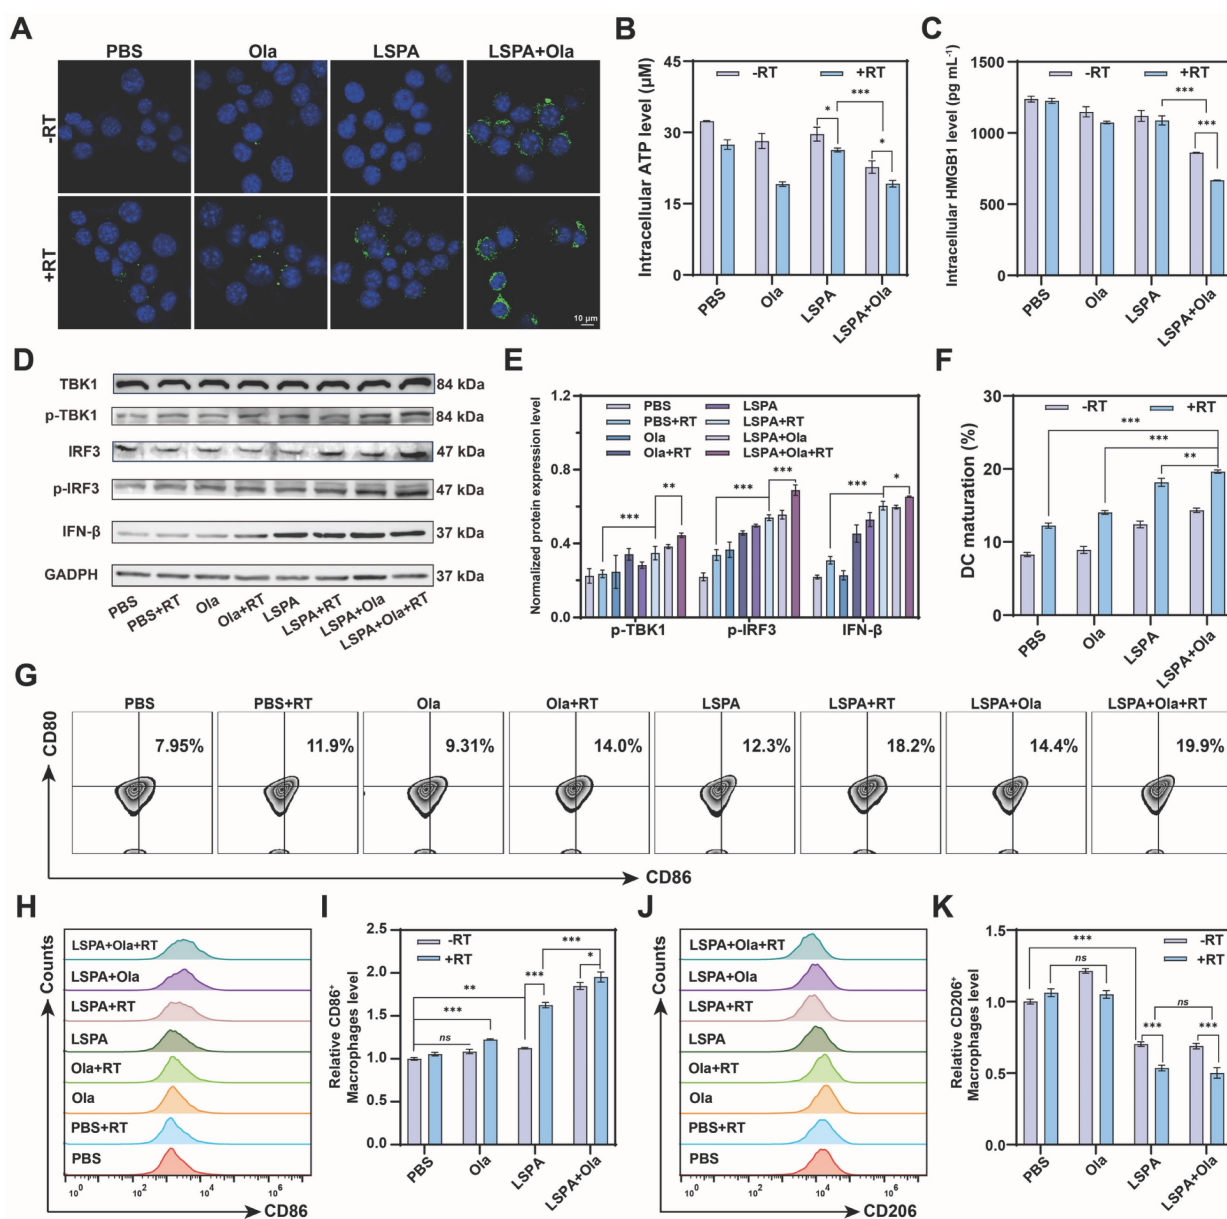 A
PBS
Ola
LSPA
LSPA+Ola
-RT
+RT
10 μm
B
Intracellular ATP level (μM)
45
30
15
0
-RT
+RT
***
*
*
PBS
Ola
LSPA
LSPA+Ola
C
Intracellular HMGB1 level (pg mL⁻¹)
1500
1000
500
0
-RT
+RT
***
***
PBS
Ola
LSPA
LSPA+Ola
D
TBK1
84 kDa
p-TBK1
84 kDa
IRF3
47 kDa
p-IRF3
47 kDa
IFN-β
37 kDa
GADPH
37 kDa
PBS
PBS+RT
Ola
Ola+RT
LSPA
LSPA+RT
LSPA+Ola
LSPA+Ola+RT
E
Normalized protein expression level
1.2
0.8
0.4
0.0
PBS
PBS+RT
Ola
Ola+RT
LSPA
LSPA+RT
LSPA+Ola
LSPA+Ola+RT
***
**
***
***
***
*
p-TBK1
p-IRF3
IFN-β
F
DC maturation (%)
30
20
10
0
-RT
+RT
***
***
**
PBS
Ola
LSPA
LSPA+Ola
G
CD80
PBS
PBS+RT
Ola
Ola+RT
LSPA
LSPA+RT
LSPA+Ola
LSPA+Ola+RT
7.95%
11.9%
9.31%
14.0%
12.3%
18.2%
14.4%
19.9%
CD86
H
Counts
LSPA+Ola+RT
LSPA+Ola
LSPA+RT
LSPA
Ola+RT
Ola
PBS+RT
PBS
10⁰
10²
10⁴
10⁶
CD86
I
Relative CD86⁺
Macrophages level
2.5
2.0
1.5
1.0
0.5
0.0
-RT
+RT
***
*
***
**
***
ns
PBS
Ola
LSPA
LSPA+Ola
J
Counts
LSPA+Ola+RT
LSPA+Ola
LSPA+RT
LSPA
Ola+RT
Ola
PBS+RT
PBS
10⁰
10²
10⁴
10⁶
CD206
K
Relative CD206⁺
Macrophages level
1.5
1.0
0.5
0.0
-RT
+RT
***
ns
ns
***
***
PBS
Ola
LSPA
LSPA+Ola